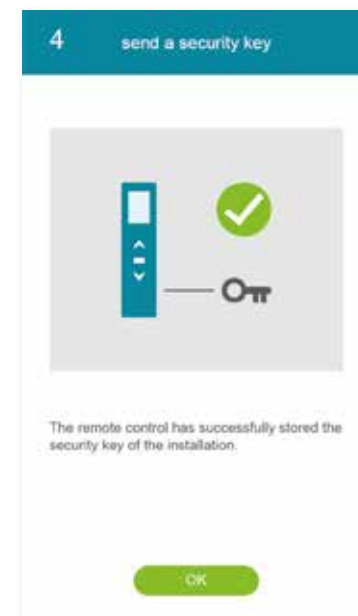 4 send a security key
The remote control has successfully stored the
security key of the installation.
OK